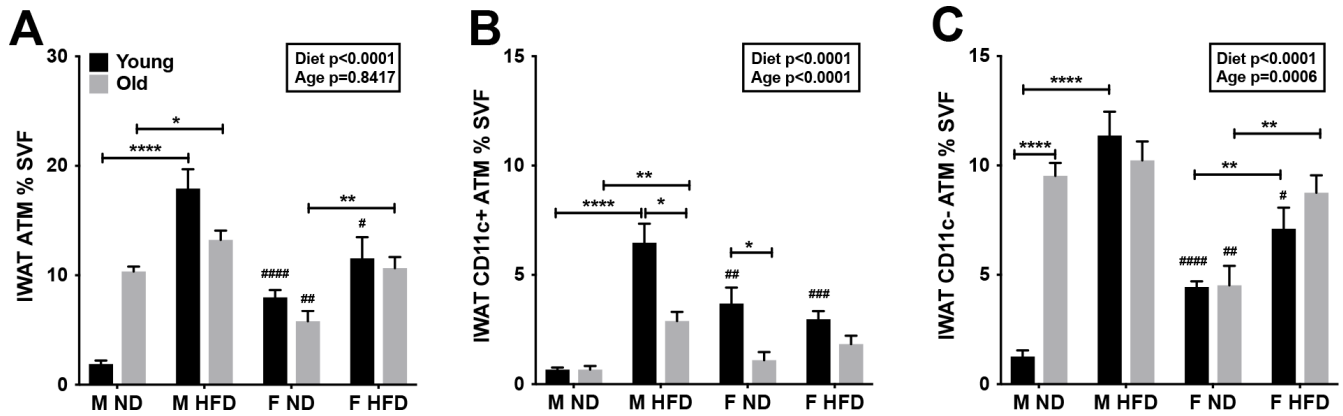 A
IWAT ATM % SVF
30
20
10
0
Young
Old
Diet p<0.0001
Age p=0.8417
*
****
**
#
####
##
M ND
M HFD
F ND
F HFD
B
IWAT CD11c+ ATM % SVF
15
10
5
0
Diet p<0.0001
Age p<0.0001
**
****
*
*
##
###
M ND
M HFD
F ND
F HFD
C
IWAT CD11c- ATM % SVF
15
10
5
0
Diet p<0.0001
Age p=0.0006
****
**
****
**
#
####
##
M ND
M HFD
F ND
F HFD